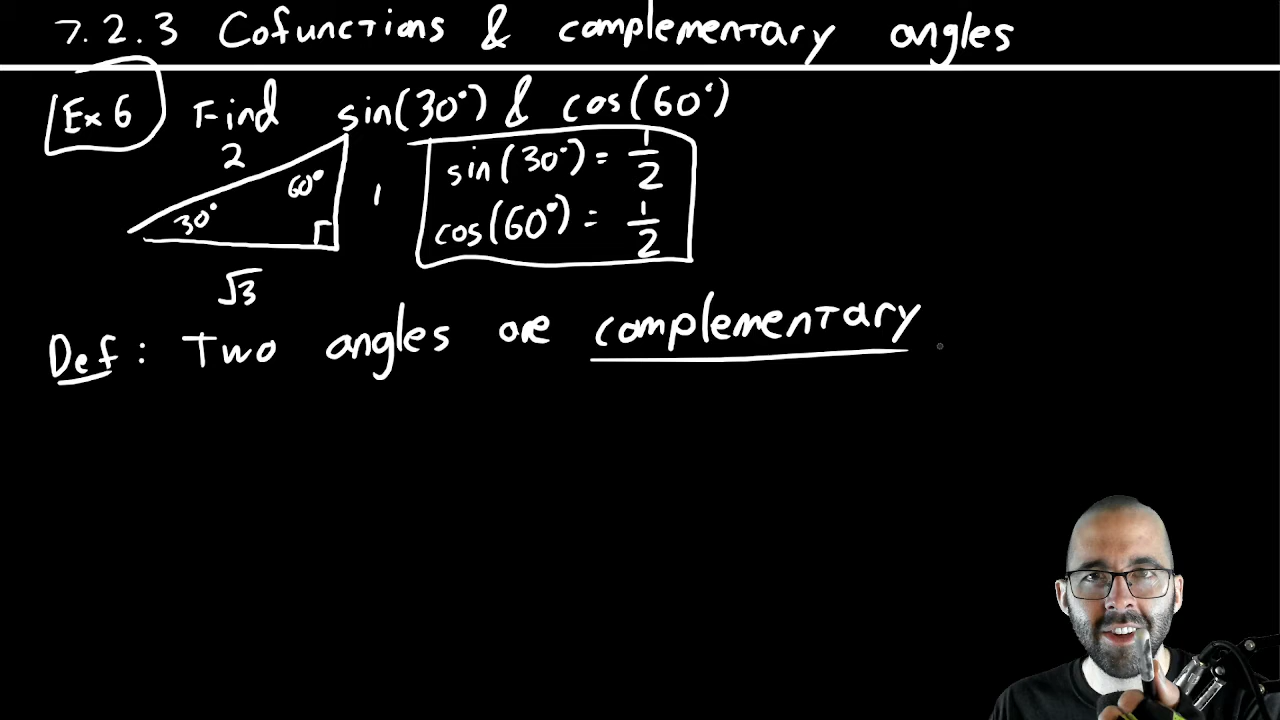 7.2.3 Cofunctions & complementary angles
Ex 6 Find sin(30°) & cos(60°)
2
60°
30°
1
√3
sin(30°) = 1/2
cos(60°) = 1/2
Def: Two angles are complementary